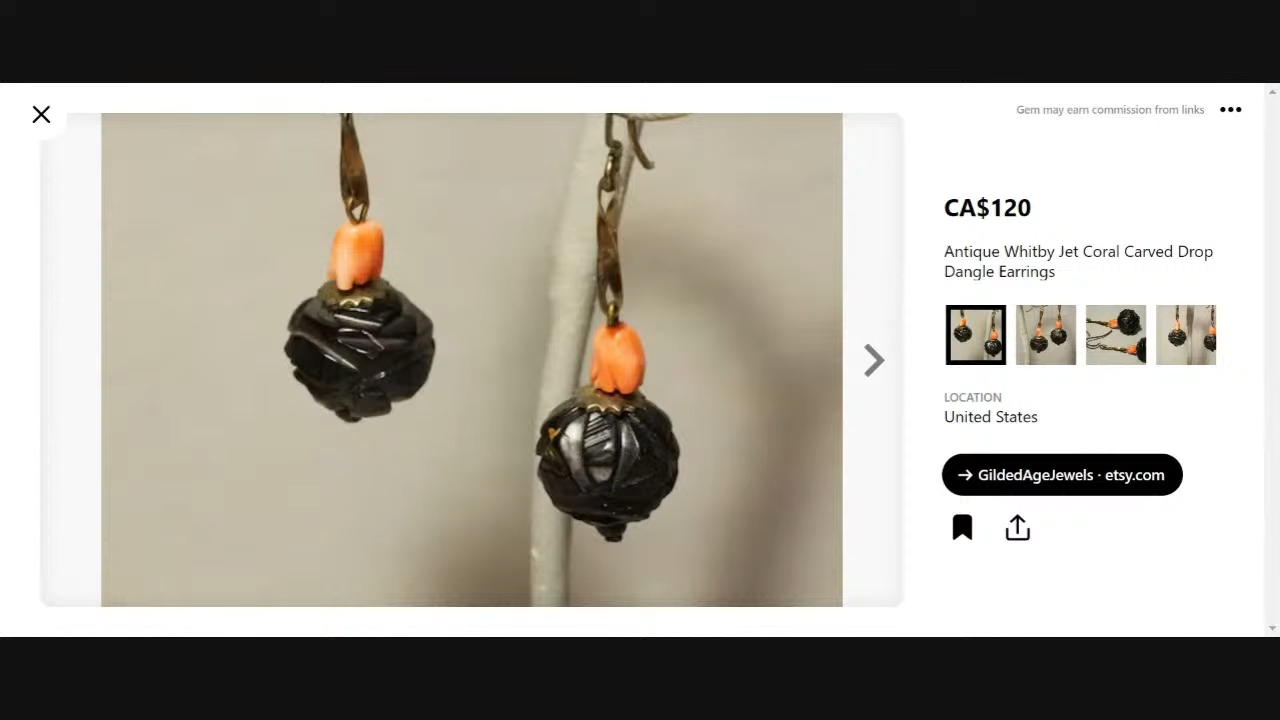 Gem may earn commission from links
CA$120
Antique Whitby Jet Coral Carved Drop
Dangle Earrings
LOCATION
United States
→ GildedAgeJewels · etsy.com